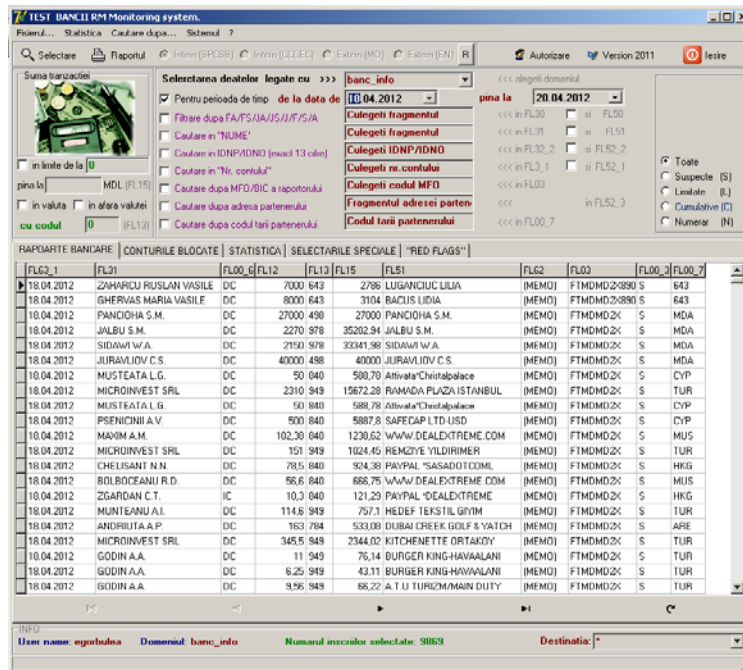 TEST BANCII RM Monitoring system.
Fisierul... Statistica Cautare dupa... Sistemul ?
Selectare Raportul Intern (SRCSB) Intern (CCCEC) Extern (MD) Extern (EN) R Autorizare Version 2011 Iesire
Suma tranzactiei
Selerctarea deatelor legate cu >>> banc_info <<< alegeti domeniul
Pentru perioada de timp de la data de 18.04.2012 pina la 20.04.2012
Filtrare dupa FA/FS/JA/JS/J/F/S/A Culegeti fragmentul <<< in FL30 si FL50
Cautare in "NUME" Culegeti fragmentul <<< in FL31 si FL51
Cautare in IDNP/IDNO (exact 13 cifre) Culegeti IDNP/IDNO <<< in FL32_2 si FL52_2
Cautare in "Nr. contului" Culegeti nr.contului <<< in FL3_1 si FL52_1
Cautare dupa MFO/BIC a raportorului Culegeti codul MFO <<< in FL03
Cautare dupa adresa partenerului Fragmentul adresei parten <<< in FL52_3
Cautare dupa codul tarii partenerului Codul tarii partenerului <<< in FL00_7
in limite de la 0
pina la MDL (FL15)
in valuta in afara valutei
cu codul 0 (FL13)
Toate
Suspecte (S)
Limitate (L)
Cumulative (C)
Numerar (N)
RAPOARTE BANCARE CONTURILE BLOCATE STATISTICA SELECTARILE SPECIALE "RED FLAGS"
FL63_1 FL31 FL00_6 FL12 FL13 FL15 FL51 FL62 FL03 FL00_3 FL00_7
18.04.2012 ZAHARCU RUSLAN VASILE DC 7000 643 2786 LUGANCIUC LILIA (MEMO) FTMDMD2X890 S 643
18.04.2012 GHERVAS MARIA VASILE DC 8000 643 3104 BACUS LIDIA (MEMO) FTMDMD2X890 S 643
18.04.2012 PANCIOHA S.M. DC 27000 498 27000 PANCIOHA S.M. (MEMO) FTMDMD2X S MDA
18.04.2012 JALBU S.M. DC 2270 978 35202,94 JALBU S.M. (MEMO) FTMDMD2X S MDA
18.04.2012 SIDAWI W.A. DC 2150 978 33341,98 SIDAWI W.A. (MEMO) FTMDMD2X S MDA
18.04.2012 JURAVLIOV C.S. DC 40000 498 40000 JURAVLIOV C.S. (MEMO) FTMDMD2X S MDA
18.04.2012 MUSTEATA L.G. DC 50 840 588,78 Attivata*Christalpalace (MEMO) FTMDMD2X S CYP
18.04.2012 MICROINVEST SRL DC 2310 949 15672,28 RAMADA PLAZA ISTANBUL (MEMO) FTMDMD2X S TUR
18.04.2012 MUSTEATA L.G. DC 50 840 588,78 Attivata*Christalpalace (MEMO) FTMDMD2X S CYP
18.04.2012 PSENICINII A.V. DC 500 840 5887,8 SAFECAP LTD-USD (MEMO) FTMDMD2X S CYP
18.04.2012 MAXIM A.M. DC 102,38 840 1238,62 WWW.DEALEXTREME.COM (MEMO) FTMDMD2X S MUS
18.04.2012 MICROINVEST SRL DC 151 949 1024,45 REMZIYE YILDIRIMER (MEMO) FTMDMD2X S TUR
18.04.2012 CHELISANT N.N. DC 78,5 840 924,38 PAYPAL *SASADOTCOML (MEMO) FTMDMD2X S HKG
18.04.2012 BOLBOCEANU R.D. DC 56,6 840 666,75 WWW.DEALEXTREME.COM (MEMO) FTMDMD2X S MUS
18.04.2012 ZGARDAN C.T. IC 10,3 840 121,29 PAYPAL *DEALEXTREME (MEMO) FTMDMD2X S HKG
18.04.2012 MUNTEANU A.I. DC 114,6 949 757,1 HEDEF TEKSTIL GIYIM (MEMO) FTMDMD2X S TUR
18.04.2012 ANDRIUTA A.P. DC 163 784 533,08 DUBAI CREEK GOLF & YATCH (MEMO) FTMDMD2X S ARE
18.04.2012 MICROINVEST SRL DC 345,5 949 2344,02 KITCHENETTE ORTAKOY (MEMO) FTMDMD2X S TUR
18.04.2012 GODIN A.A. DC 11 949 76,14 BURGER KING-HAVAALANI (MEMO) FTMDMD2X S TUR
18.04.2012 GODIN A.A. DC 6,25 949 43,11 BURGER KING-HAVAALANI (MEMO) FTMDMD2X S TUR
18.04.2012 GODIN A.A. DC 9,56 949 66,22 A.T.U TURIZM/MAIN DUTY (MEMO) FTMDMD2X S TUR
INFO
User name: egorbulea Domeniul: banc_info Numarul inscriilor selectate: 9869 Destinatia: *